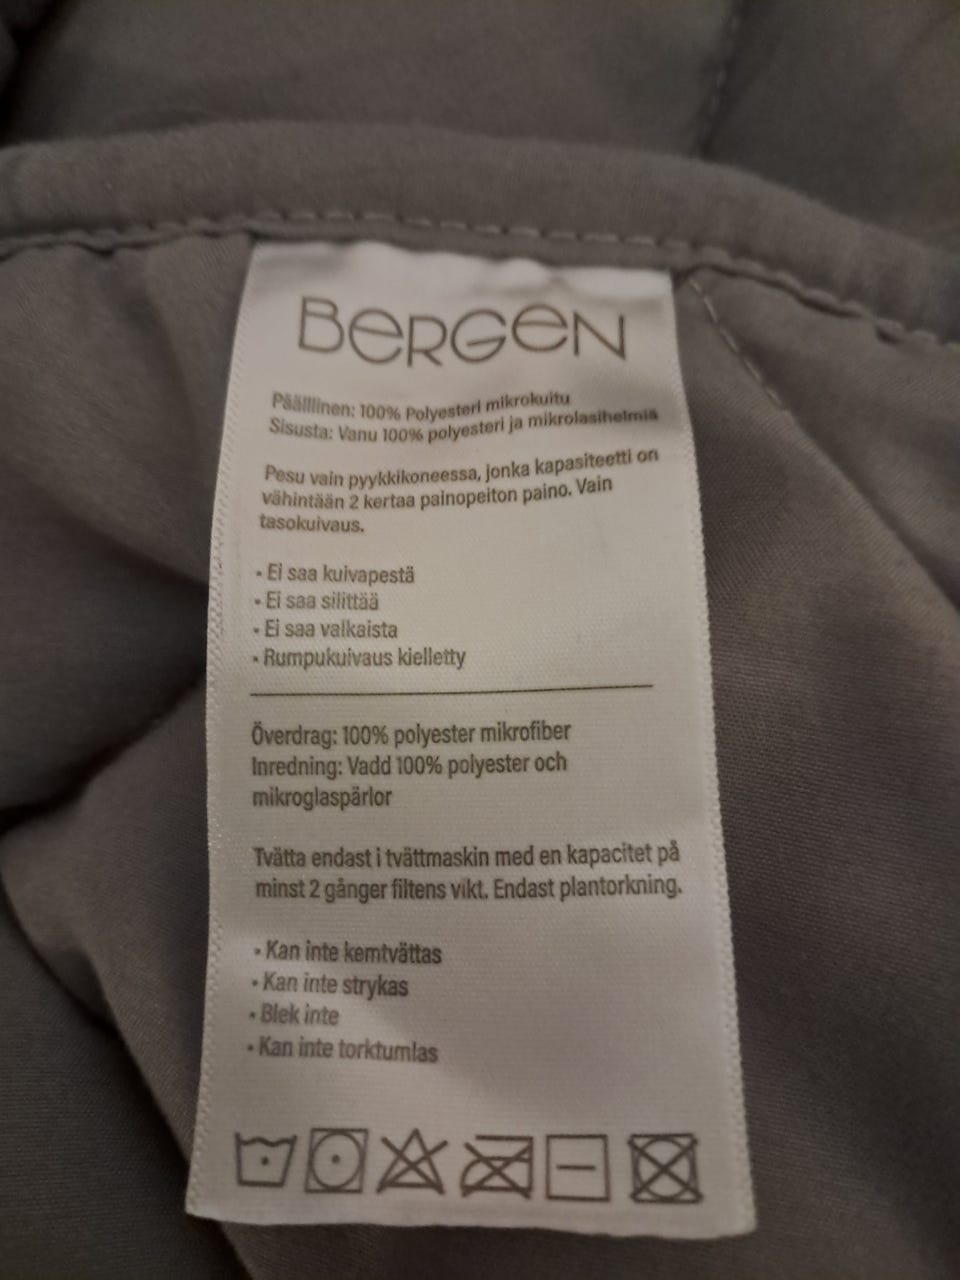 BERGEN
Päälllinen: 100% Polyesteri mikrokuitu
Sisusta: Vanu 100% polyesteri ja mikrolasihelmiä
Pesu vain pyykkikoneessa, jonka kapasiteetti on
vähintään 2 kertaa painopeiton paino. Vain
tasokuivaus.
• Ei saa kuivapestä
• Ei saa silittää
• Ei saa valkaista
• Rumpukuivaus kielletty
Överdrag: 100% polyester mikrofiber
Inredning: Vadd 100% polyester och
mikroglaspärlor
Tvätta endast i tvättmaskin med en kapacitet på
minst 2 gånger filtens vikt. Endast plantorkning.
• Kan inte kemtvättas
• Kan inte strykas
• Blek inte
• Kan inte torktumlas